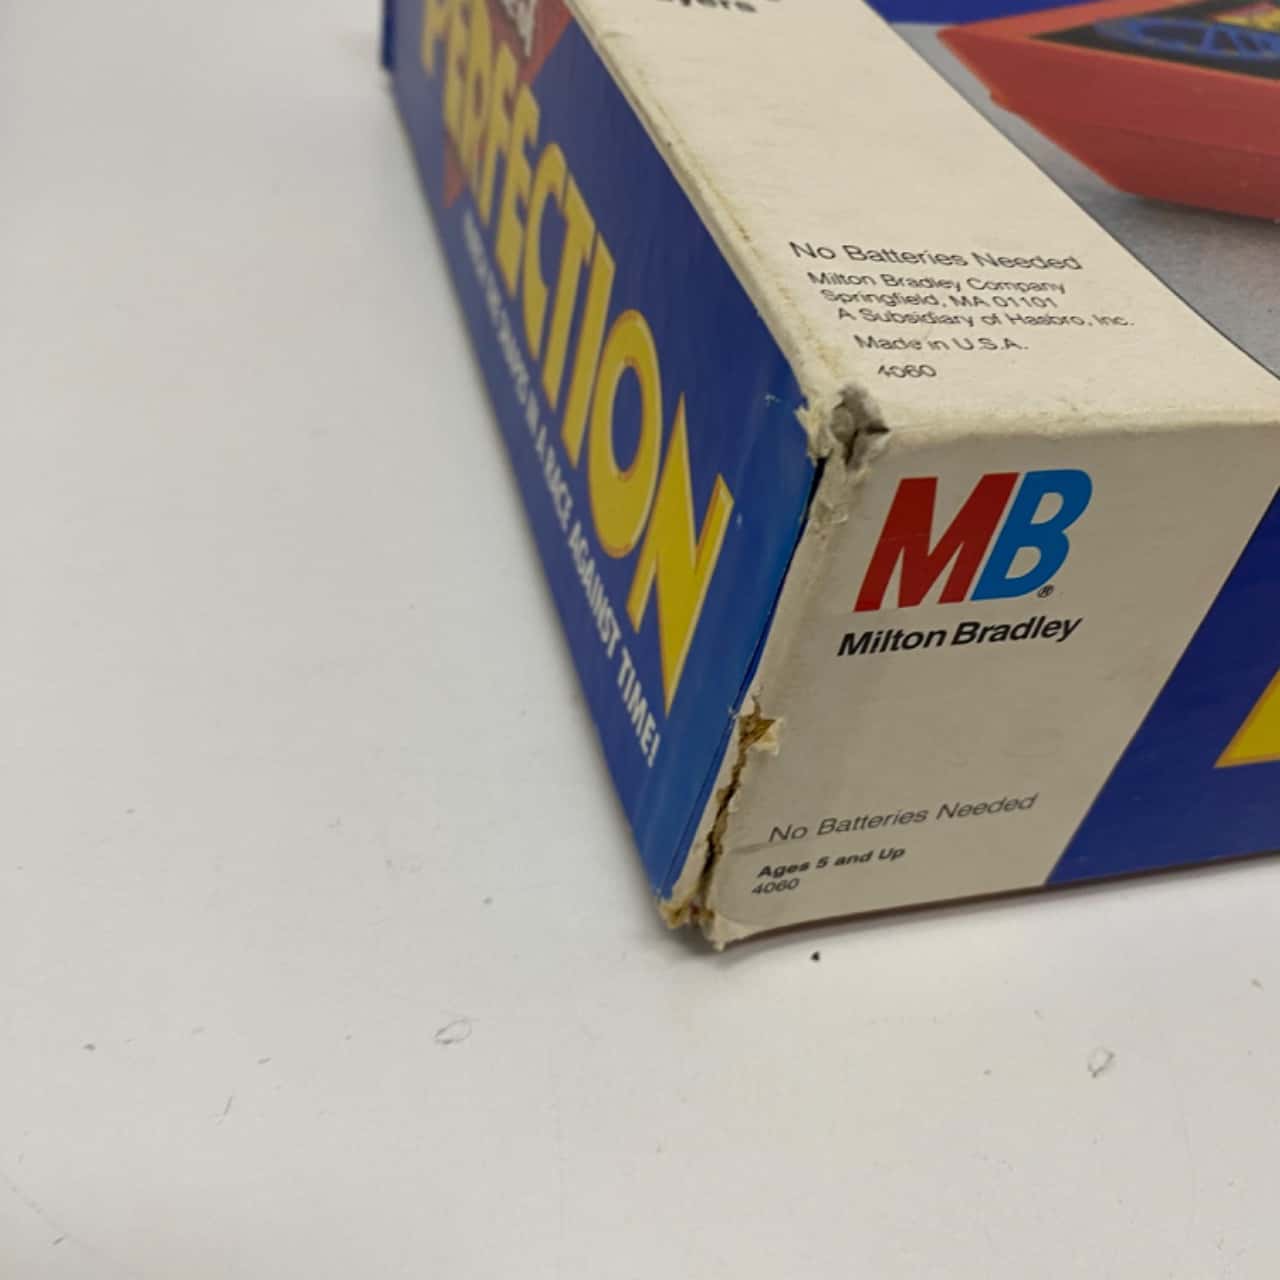 PERFECTION
IN A RACE AGAINST TIME!
No Batteries Needed
Milton Bradley Company
Springfield, MA 01101
A Subsidiary of Hasbro, Inc.
Made in U.S.A.
4060
MB®
Milton Bradley
No Batteries Needed
Ages 5 and Up
4060